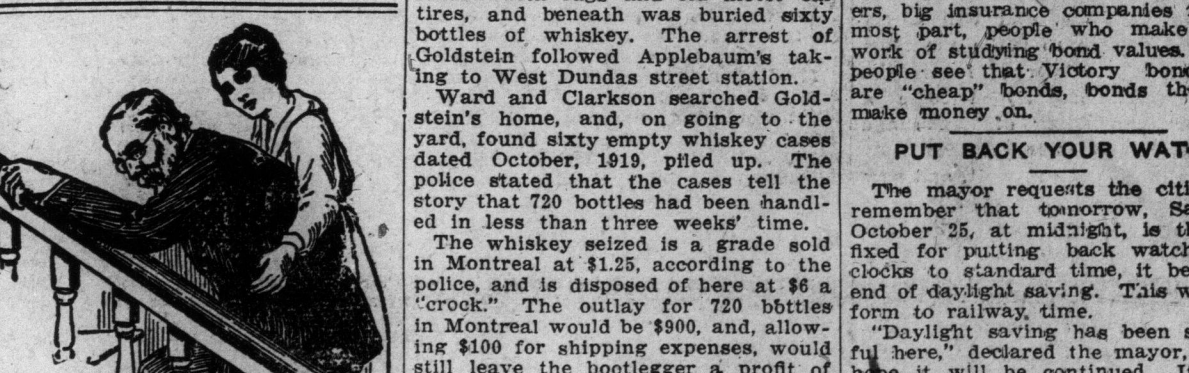 tires, and beneath was buried sixty
bottles of whiskey. The arrest of
Goldstein followed Applebaum's tak-
ing to West Dundas street station.
Ward and Clarkson searched Gold-
stein's home, and, on going to the
yard, found sixty empty whiskey cases
dated October, 1919, piled up. The
police stated that the cases tell the
story that 720 bottles had been handl-
ed in less than three weeks' time.
The whiskey seized is a grade sold
in Montreal at $1.25, according to the
police, and is disposed of here at $6 a
"crock." The outlay for 720 bottles
in Montreal would be $900, and, allow-
ing $100 for shipping expenses, would
still leave the bootlegger a profit of
ers, big insurance companies
most part, people who make
work of studying bond values.
people see that Victory
are "cheap" bonds, bonds
make money on.
PUT BACK YOUR
The mayor requests the
remember that tomorrow,
October 25, at midnight, is
fixed for putting back
clocks to standard time, it
end of daylight saving. This
form to railway time.
"Daylight saving has been
ful here," declared the mayor,
hope it will be continued.